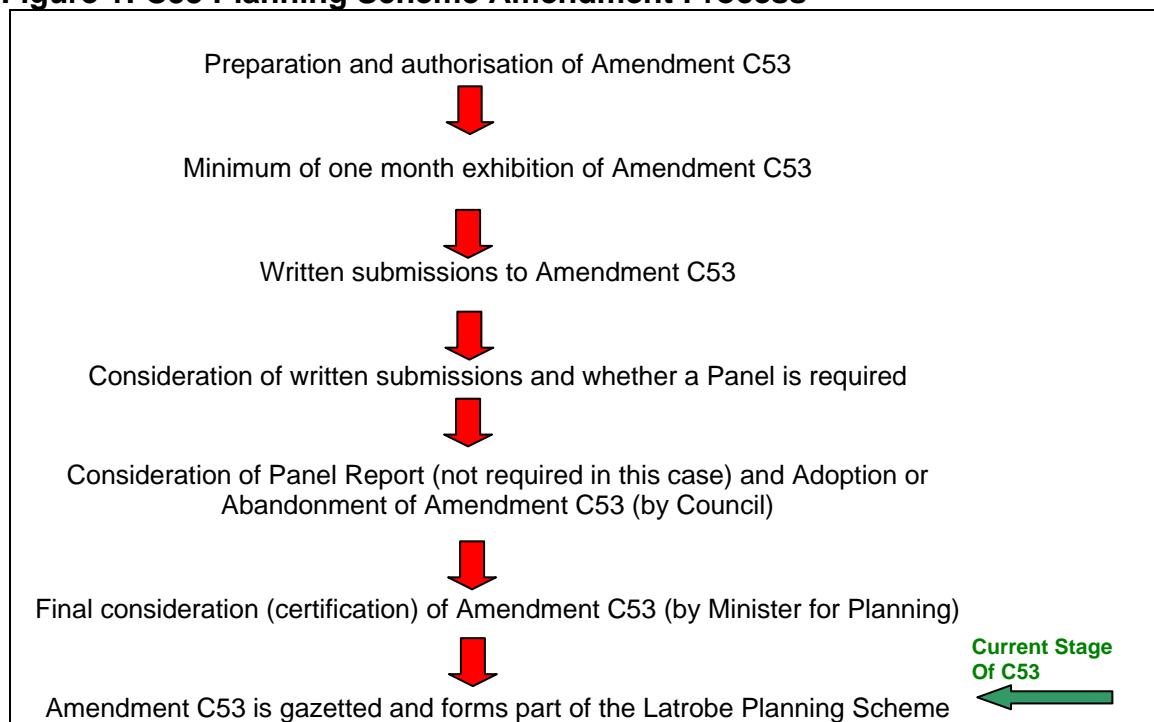 Figure 1: C53 Planning Scheme Amendment Process
Preparation and authorisation of Amendment C53
Minimum of one month exhibition of Amendment C53
Written submissions to Amendment C53
Consideration of written submissions and whether a Panel is required
Consideration of Panel Report (not required in this case) and Adoption or
Abandonment of Amendment C53 (by Council)
Final consideration (certification) of Amendment C53 (by Minister for Planning)
Current Stage
Of C53
Amendment C53 is gazetted and forms part of the Latrobe Planning Scheme